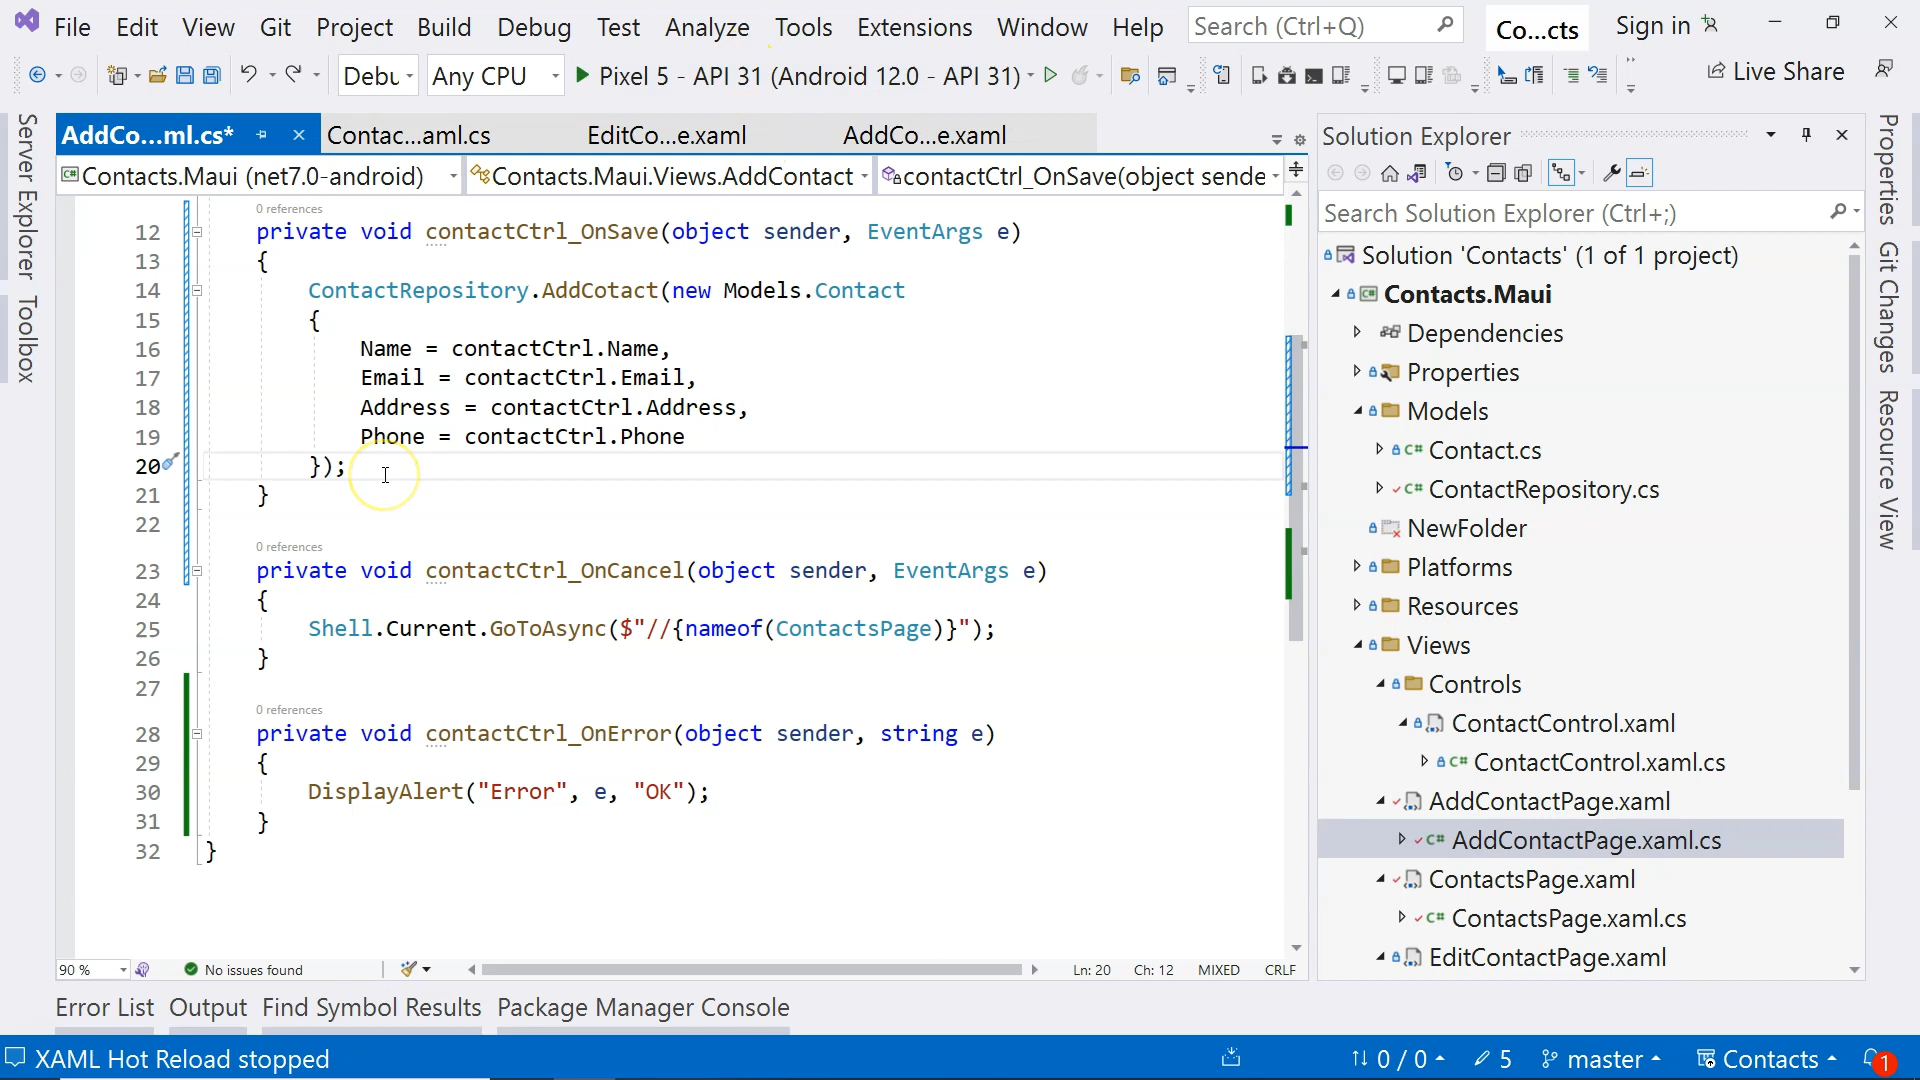 File Edit View Git Project Build Debug Test Analyze Tools Extensions Window Help Search (Ctrl+Q) Co...cts Sign in
Debu Any CPU Pixel 5 - API 31 (Android 12.0 - API 31) Live Share
AddCo...ml.cs* Contac...aml.cs EditCo...e.xaml AddCo...e.xaml
Contacts.Maui (net7.0-android) Contacts.Maui.Views.AddContact contactCtrl_OnSave(object sende
0 references
12 private void contactCtrl_OnSave(object sender, EventArgs e)
13 {
14 ContactRepository.AddCotact(new Models.Contact
15 {
16 Name = contactCtrl.Name,
17 Email = contactCtrl.Email,
18 Address = contactCtrl.Address,
19 Phone = contactCtrl.Phone
20 });
21 }
22
0 references
23 private void contactCtrl_OnCancel(object sender, EventArgs e)
24 {
25 Shell.Current.GoToAsync($"//{nameof(ContactsPage)}");
26 }
27
0 references
28 private void contactCtrl_OnError(object sender, string e)
29 {
30 DisplayAlert("Error", e, "OK");
31 }
32 }
90 % No issues found Ln: 20 Ch: 12 MIXED CRLF
Error List Output Find Symbol Results Package Manager Console
XAML Hot Reload stopped 0 / 0 5 master Contacts 1
Server Explorer
Toolbox
Solution Explorer
Search Solution Explorer (Ctrl+;)
Solution 'Contacts' (1 of 1 project)
Contacts.Maui
Dependencies
Properties
Models
C# Contact.cs
C# ContactRepository.cs
NewFolder
Platforms
Resources
Views
Controls
ContactControl.xaml
C# ContactControl.xaml.cs
AddContactPage.xaml
C# AddContactPage.xaml.cs
ContactsPage.xaml
C# ContactsPage.xaml.cs
EditContactPage.xaml
Properties
Git Changes
Resource View